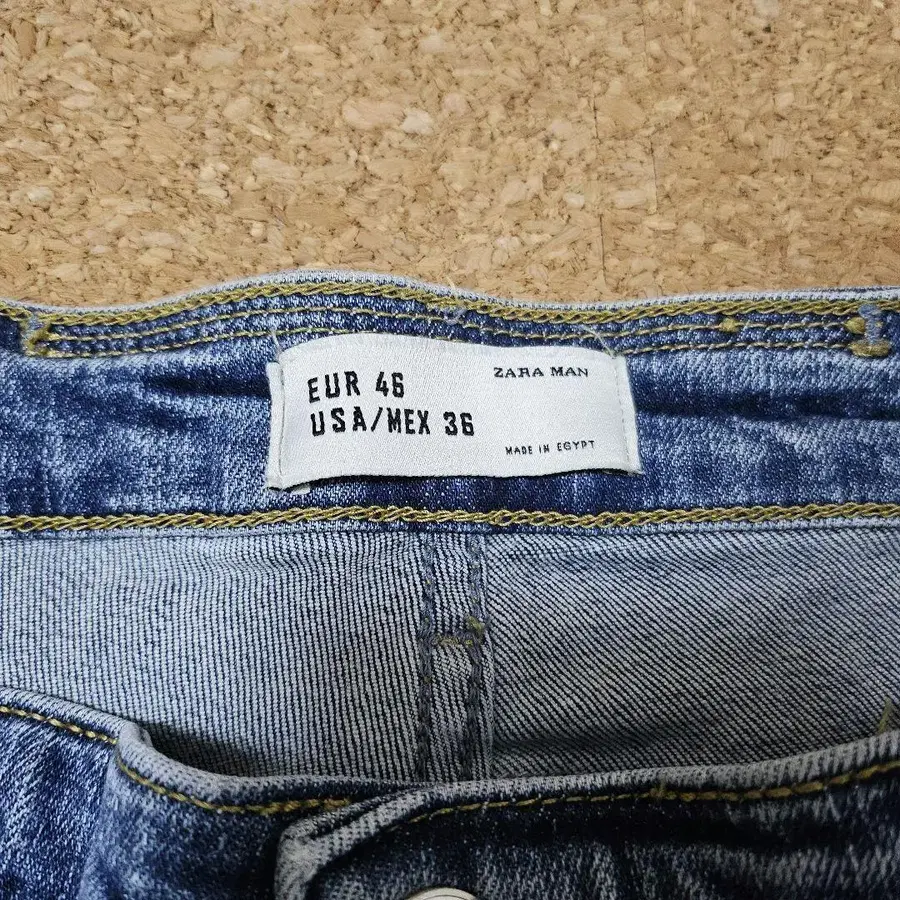 EUR 46
USA/MEX 36
ZARA MAN
MADE IN EGYPT